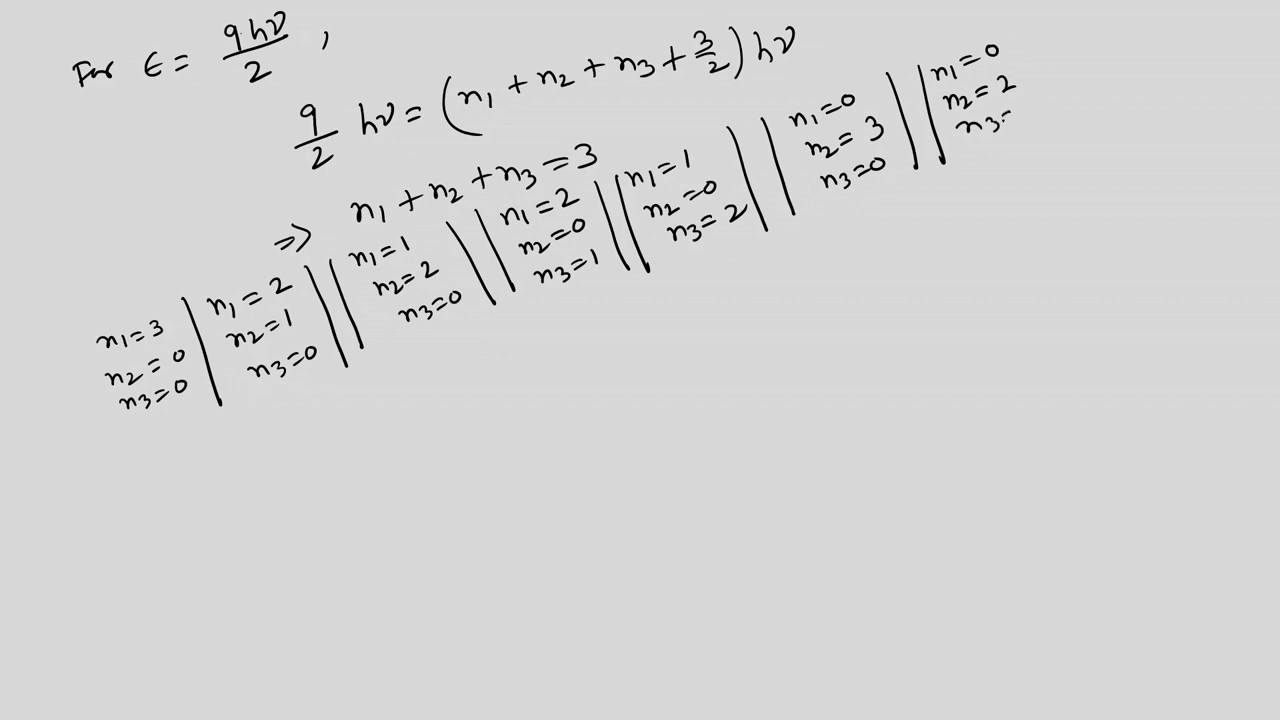 For ϵ = 9hν/2 ,
9/2 hν = (n1 + n2 + n3 + 3/2) hν
⇒ n1 + n2 + n3 = 3
n1=3
n2=0
n3=0
n1=2
n2=1
n3=0
n1=1
n2=2
n3=0
n1=2
n2=0
n3=1
n1=1
n2=0
n3=2
n1=0
n2=3
n3=0
n1=0
n2=2
n3=